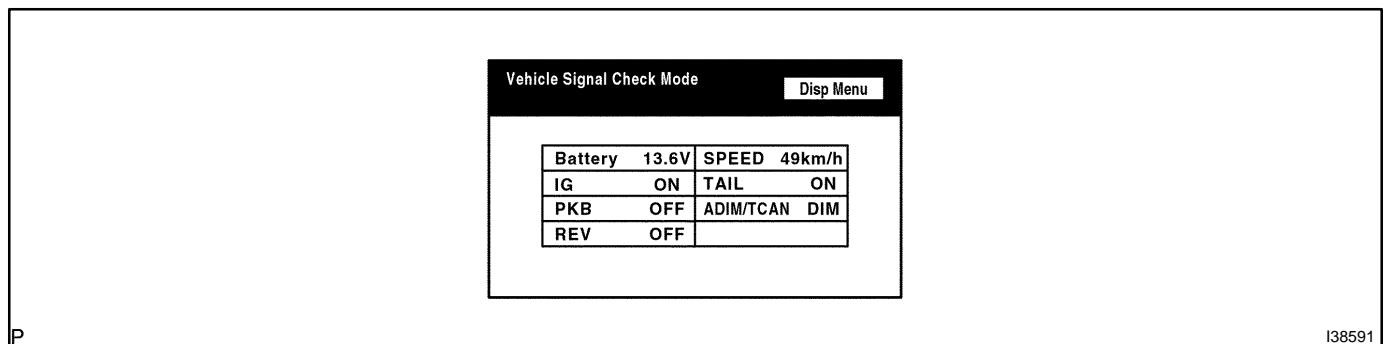 Vehicle Signal Check Mode
Disp Menu
Battery 13.6V SPEED 49km/h
IG ON TAIL ON
PKB OFF ADIM/TCAN DIM
REV OFF
P
I38591